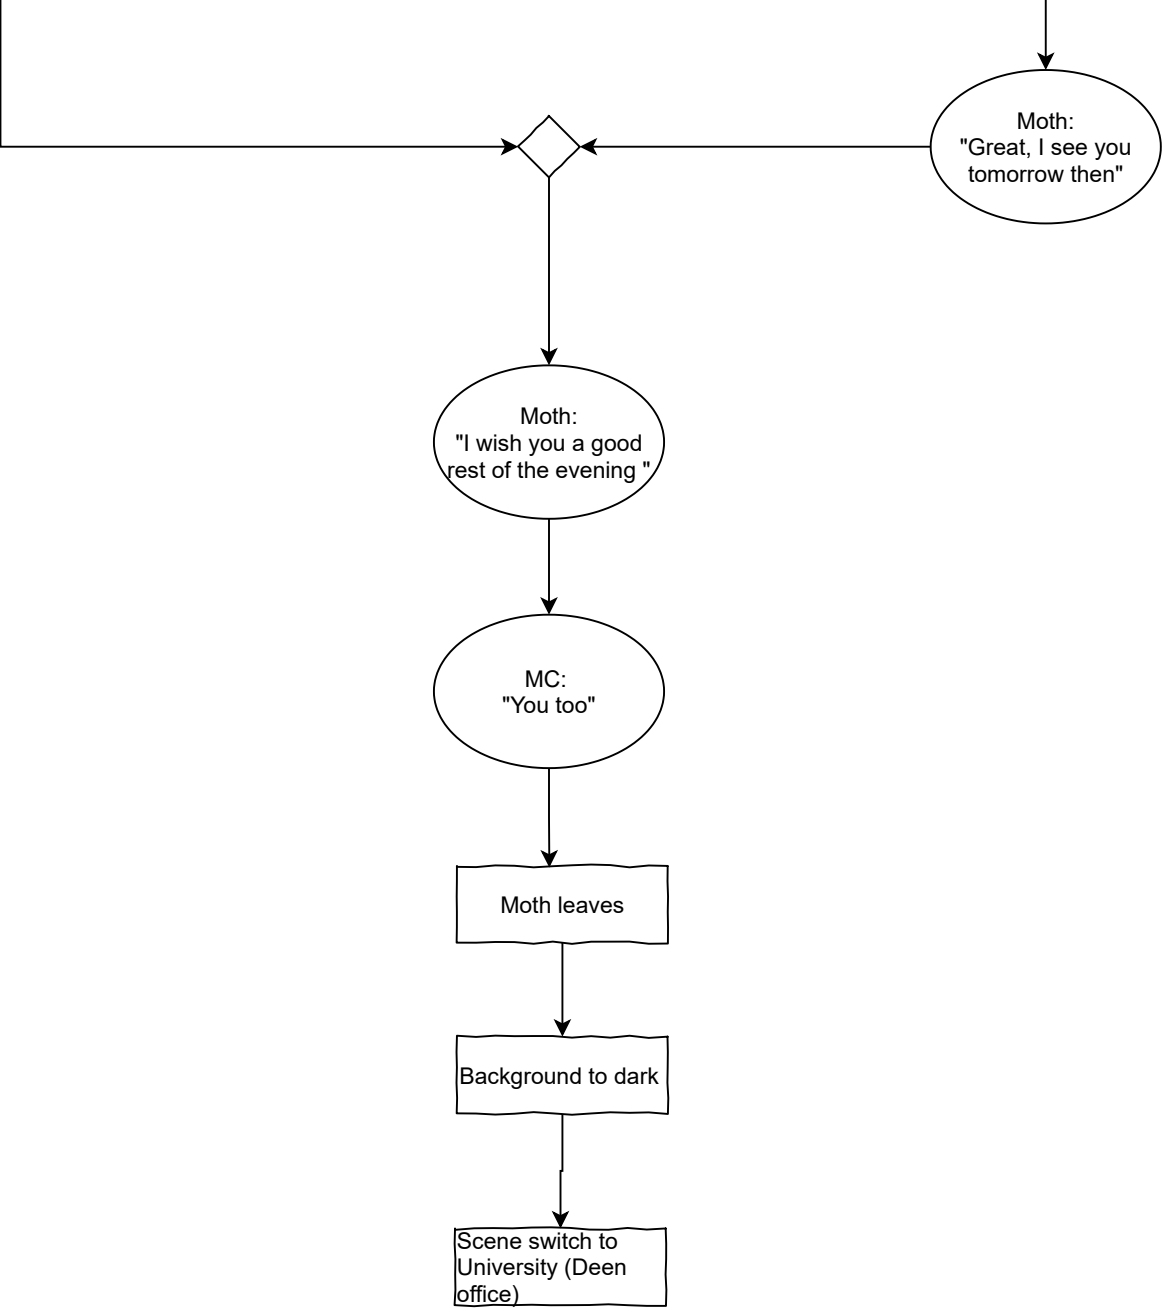 Moth:
"Great, I see you
tomorrow then"
Moth:
"I wish you a good
rest of the evening "
MC:
"You too"
Moth leaves
Background to dark
Scene switch to
University (Deen
office)